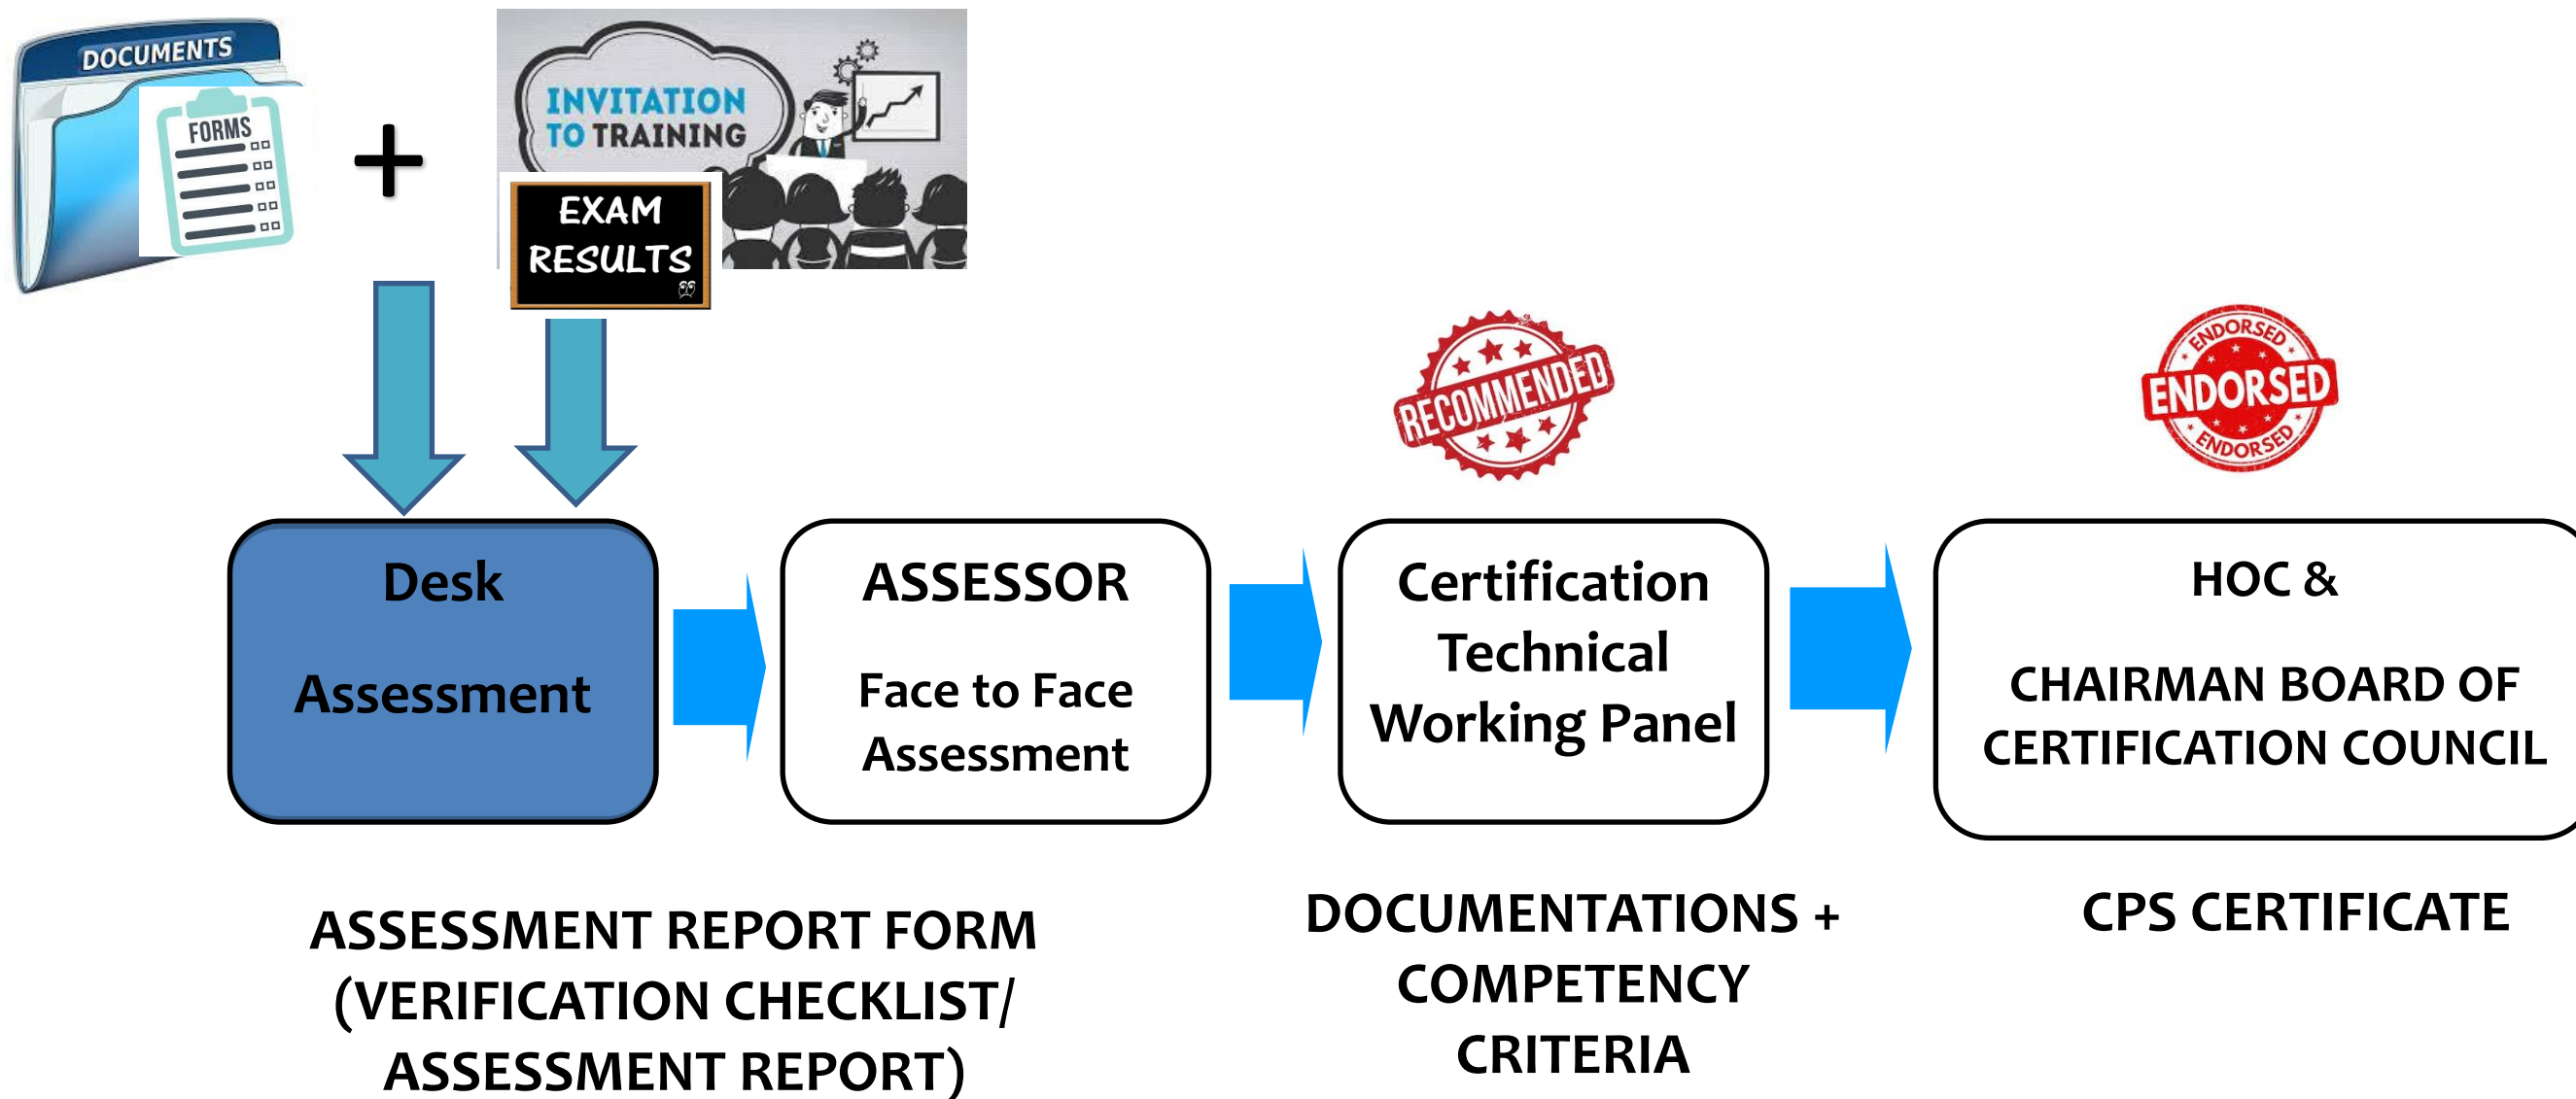 DOCUMENTS
FORMS
+
INVITATION
TO TRAINING
EXAM
RESULTS
RECOMMENDED
ENDORSED
ENDORSED
ENDORSED
Desk
Assessment
ASSESSOR
Face to Face
Assessment
Certification
Technical
Working Panel
HOC &
CHAIRMAN BOARD OF
CERTIFICATION COUNCIL
ASSESSMENT REPORT FORM
(VERIFICATION CHECKLIST/
ASSESSMENT REPORT)
DOCUMENTATIONS +
COMPETENCY
CRITERIA
CPS CERTIFICATE